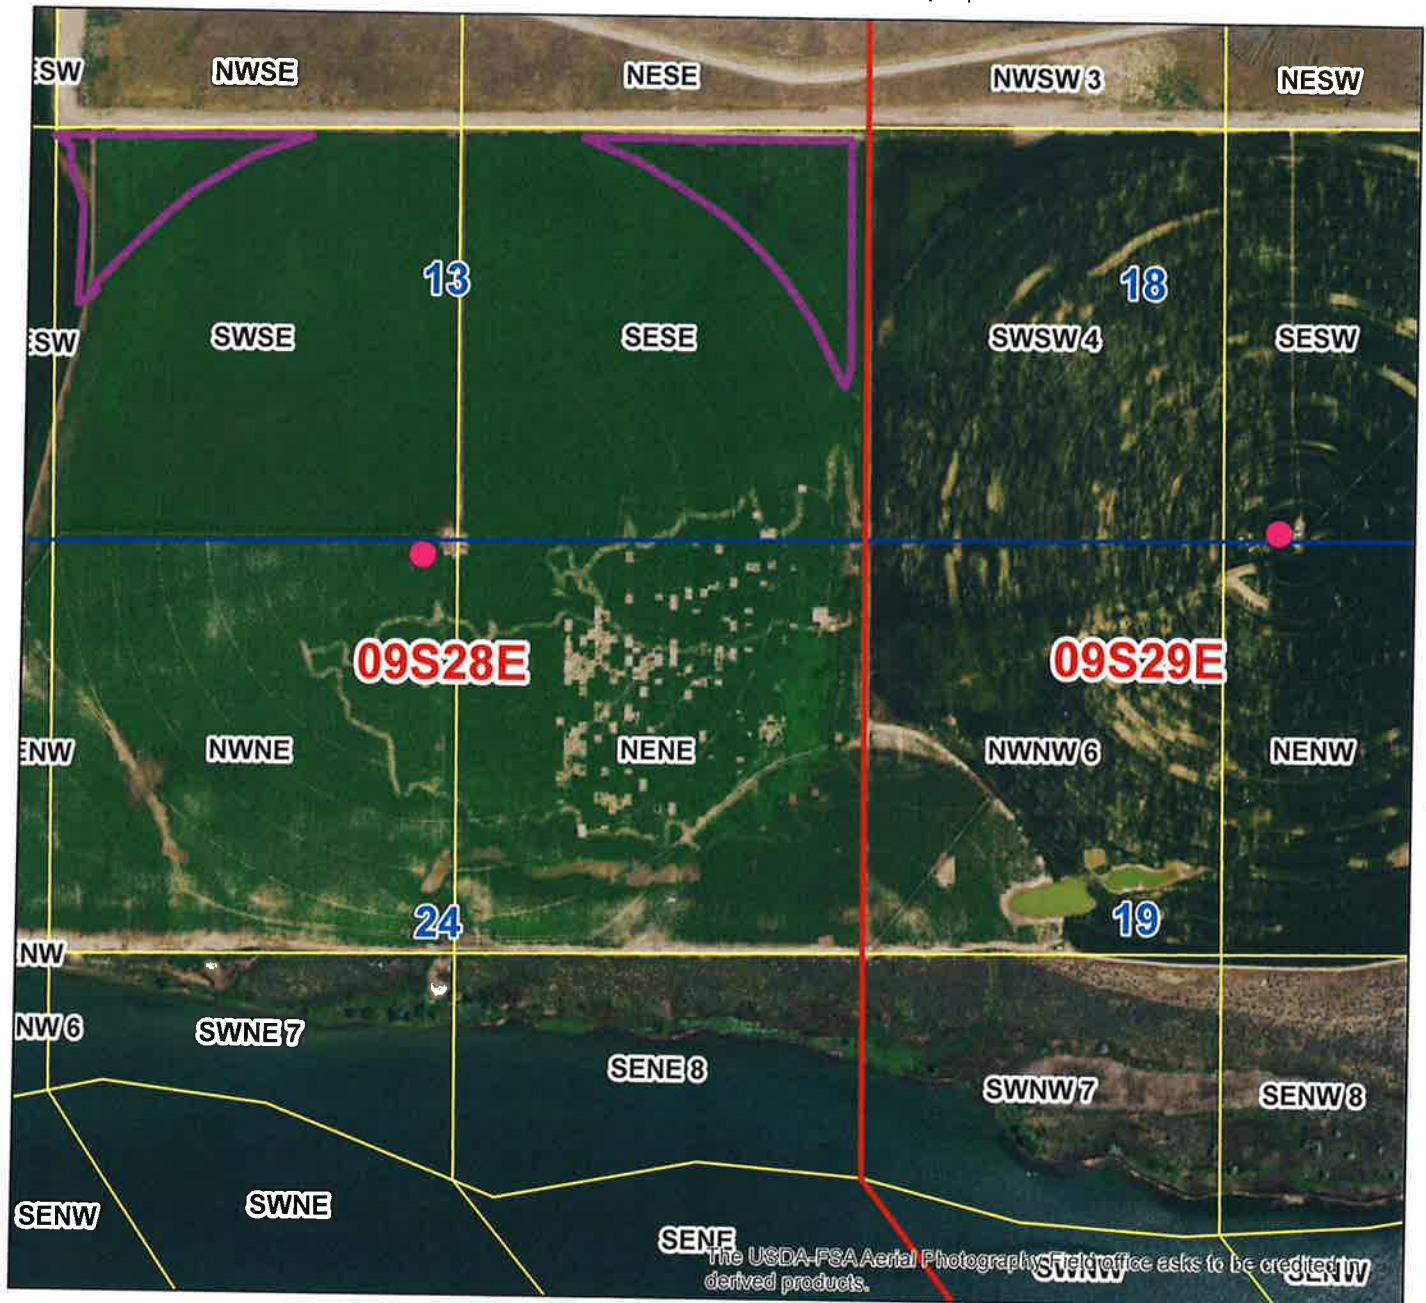 ESW NWSE NESE NWSW 3 NESW
13 18
ESW SWSE SESE SWSW 4 SESW
09S28E 09S29E
ENW NWNE NENE NWNW 6 NENW
24 19
NW
NW 6 SWNE 7 SENE 8 SWNW 7 SENW 8
SENW SWNE SENE SWNW SENW
The USDA-FSA Aerial Photography Field office asks to be credited in
derived products.